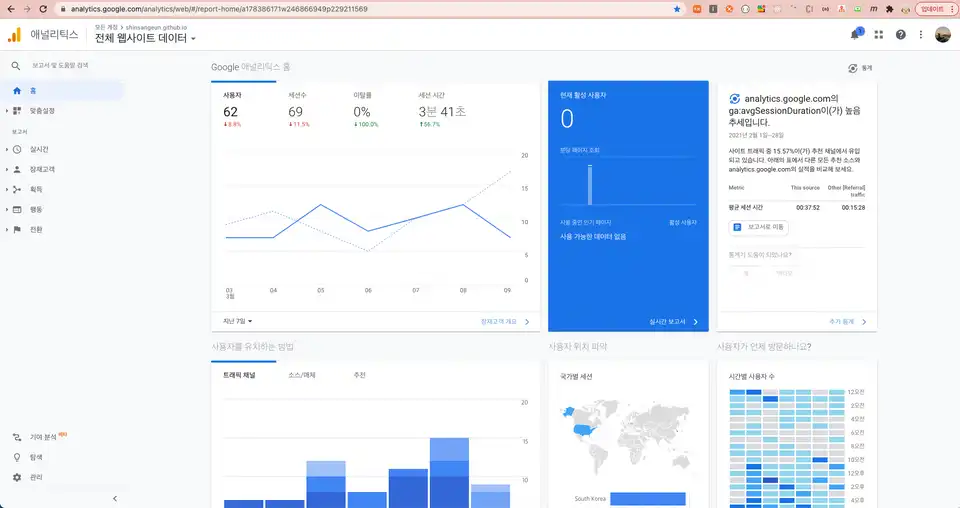 analytics.google.com/analytics/web/#/report-home/a178386171w246866949p229211569
업데이트
애널리틱스
모든 계정 > shinsangeun.github.io
전체 웹사이트 데이터
1
보고서 및 도움말 검색
홈
맞춤설정
보고서
실시간
잠재고객
획득
행동
전환
기여 분석 베타
탐색
관리
Google 애널리틱스 홈
통계
사용자
62
8.8%
세션수
69
11.5%
이탈률
0%
100.0%
세션 시간
3분 41초
56.7%
20
15
10
5
0
03
3월
04
05
06
07
08
09
지난 7일
잠재고객 개요
현재 활성 사용자
0
분당 페이지 조회
사용 중인 인기 페이지
활성 사용자
사용 가능한 데이터 없음
실시간 보고서
analytics.google.com의
ga:avgSessionDuration이(가) 높음
추세입니다.
2021년 2월 1일~28일
사이트 트래픽 중 15.57%이(가) 추천 채널에서 유입
되고 있습니다. 아래의 표에서 다른 모든 추천 소스와
analytics.google.com의 실적을 비교해 보세요.
Metric
This source
Other [Referral]
traffic
평균 세션 시간
00:37:52
00:15:28
보고서로 이동
통계가 도움이 되었나요?
추가 통계
사용자를 유치하는 방법
트래픽 채널
소스/매체
추천
20
15
10
사용자 위치 파악
국가별 세션
South Korea
사용자가 언제 방문하나요?
시간별 사용자 수
12오전
2오전
4오전
6오전
8오전
10오전
12오후
2오후
4오후